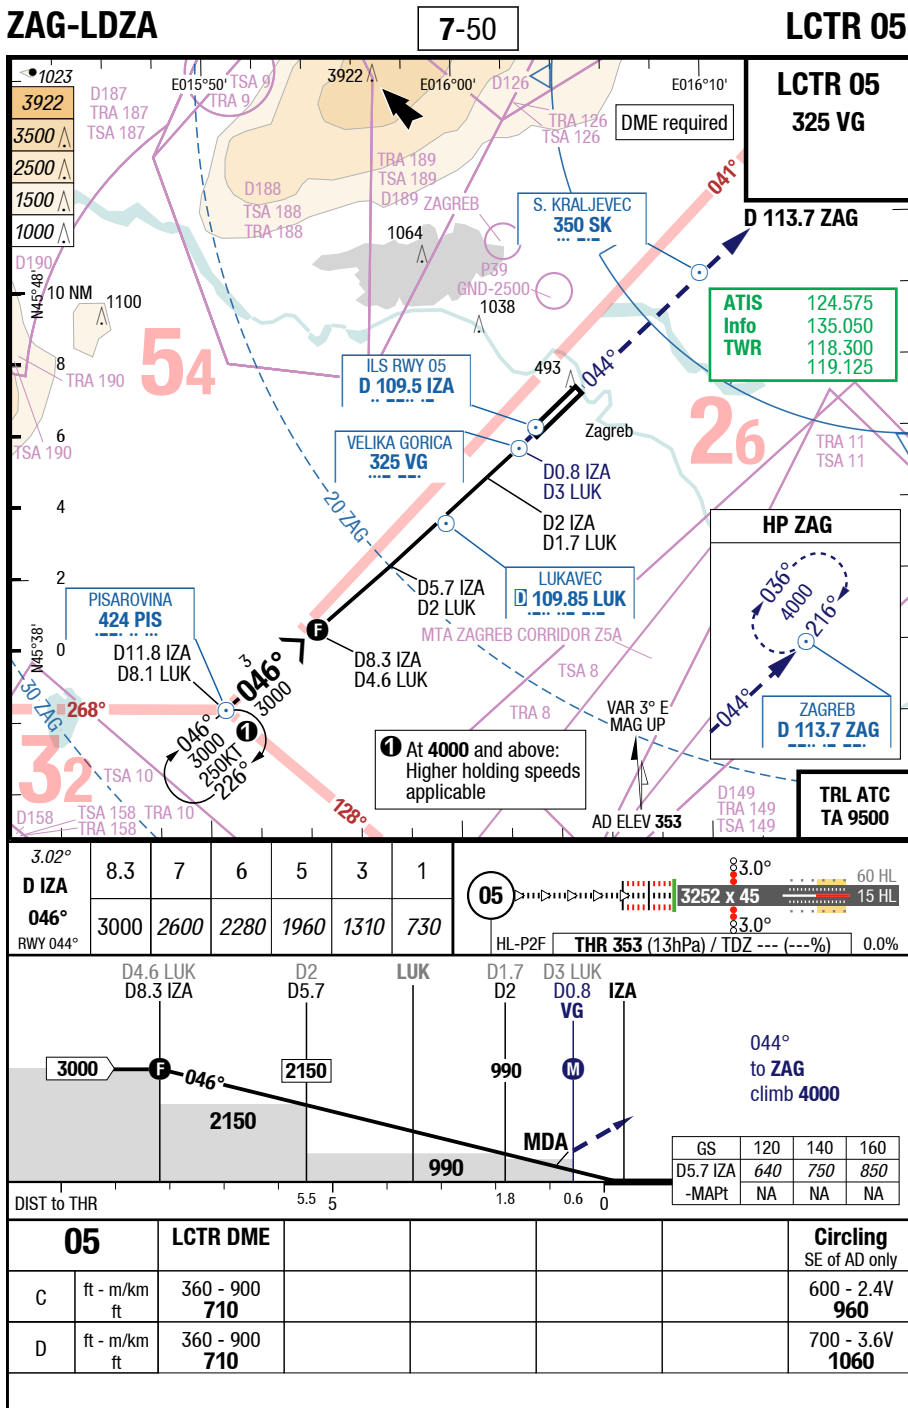 ZAG-LDZA
7-50
LCTR 05
LCTR 05
325 VG
1023
3922
3500
2500
1500
1000
E015°50'
E016°00'
E016°10'
D187
TRA 187
TSA 187
TSA 9
TRA 9
3922
D126
TRA 126
TSA 126
DME required
TRA 189
TSA 189
D189
ZAGREB
D188
TSA 188
TRA 188
041°
S. KRALJEVEC
350 SK
D 113.7 ZAG
1064
D190
N45°48'
10 NM
1100
P39
GND-2500
1038
ATIS 124.575
Info 135.050
TWR 118.300
119.125
54
8
TRA 190
ILS RWY 05
D 109.5 IZA
493
044°
Zagreb
26
6
TSA 190
VELIKA GORICA
325 VG
TRA 11
TSA 11
D0.8 IZA
D3 LUK
4
20 ZAG
D2 IZA
D1.7 LUK
HP ZAG
036°
4000
216°
044°
ZAGREB
D 113.7 ZAG
2
D5.7 IZA
D2 LUK
LUKAVEC
D 109.85 LUK
PISAROVINA
424 PIS
MTA ZAGREB CORRIDOR Z5A
N45°38'
0
D11.8 IZA
D8.1 LUK
F
D8.3 IZA
D4.6 LUK
TSA 8
30 ZAG
268°
3
046°
3000
TRA 8
VAR 3° E
MAG UP
046°
3000
250KT
226°
1
1 At 4000 and above:
Higher holding speeds
applicable
32
TSA 10
D158
TSA 158
TRA 158
TRA 10
128°
AD ELEV 353
D149
TRA 149
TSA 149
TRL ATC
TA 9500
3.02°
D IZA 8.3 7 6 5 3 1
046° 3000 2600 2280 1960 1310 730
RWY 044°
05
3.0°
3252 x 45
3.0°
60 HL
15 HL
HL-P2F
THR 353 (13hPa) / TDZ --- (---%)
0.0%
D4.6 LUK D2 LUK D1.7 D3 LUK
D8.3 IZA D5.7 D2 D0.8 IZA
VG
3000
F
046°
2150
990
M
044°
to ZAG
climb 4000
2150
MDA
990
GS 120 140 160
D5.7 IZA 640 750 850
-MAPt NA NA NA
DIST to THR 5.5 5 1.8 0.6 0
05 LCTR DME Circling
SE of AD only
C ft - m/km 360 - 900 600 - 2.4V
ft 710 960
D ft - m/km 360 - 900 700 - 3.6V
ft 710 1060